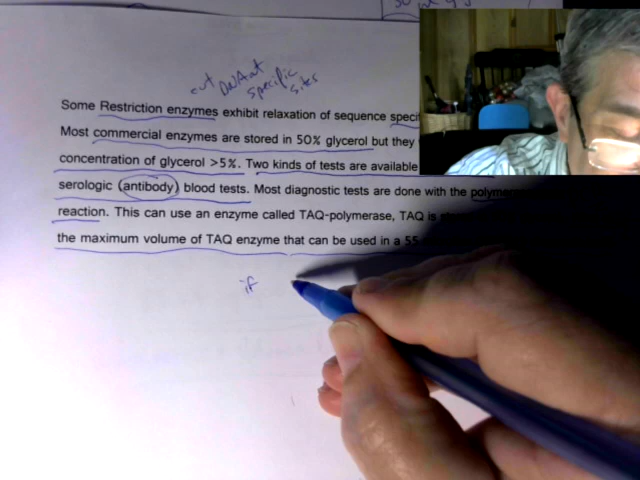 cut DNA at specific sites
Some Restriction enzymes exhibit relaxation of sequence
Most commercial enzymes are stored in 50% glycerol but they
concentration of glycerol >5%. Two kinds of tests are available
serologic (antibody) blood tests. Most diagnostic tests are done with the
reaction. This can use an enzyme called TAQ-polymerase, TAQ is
the maximum volume of TAQ enzyme that can be used in a 55
if